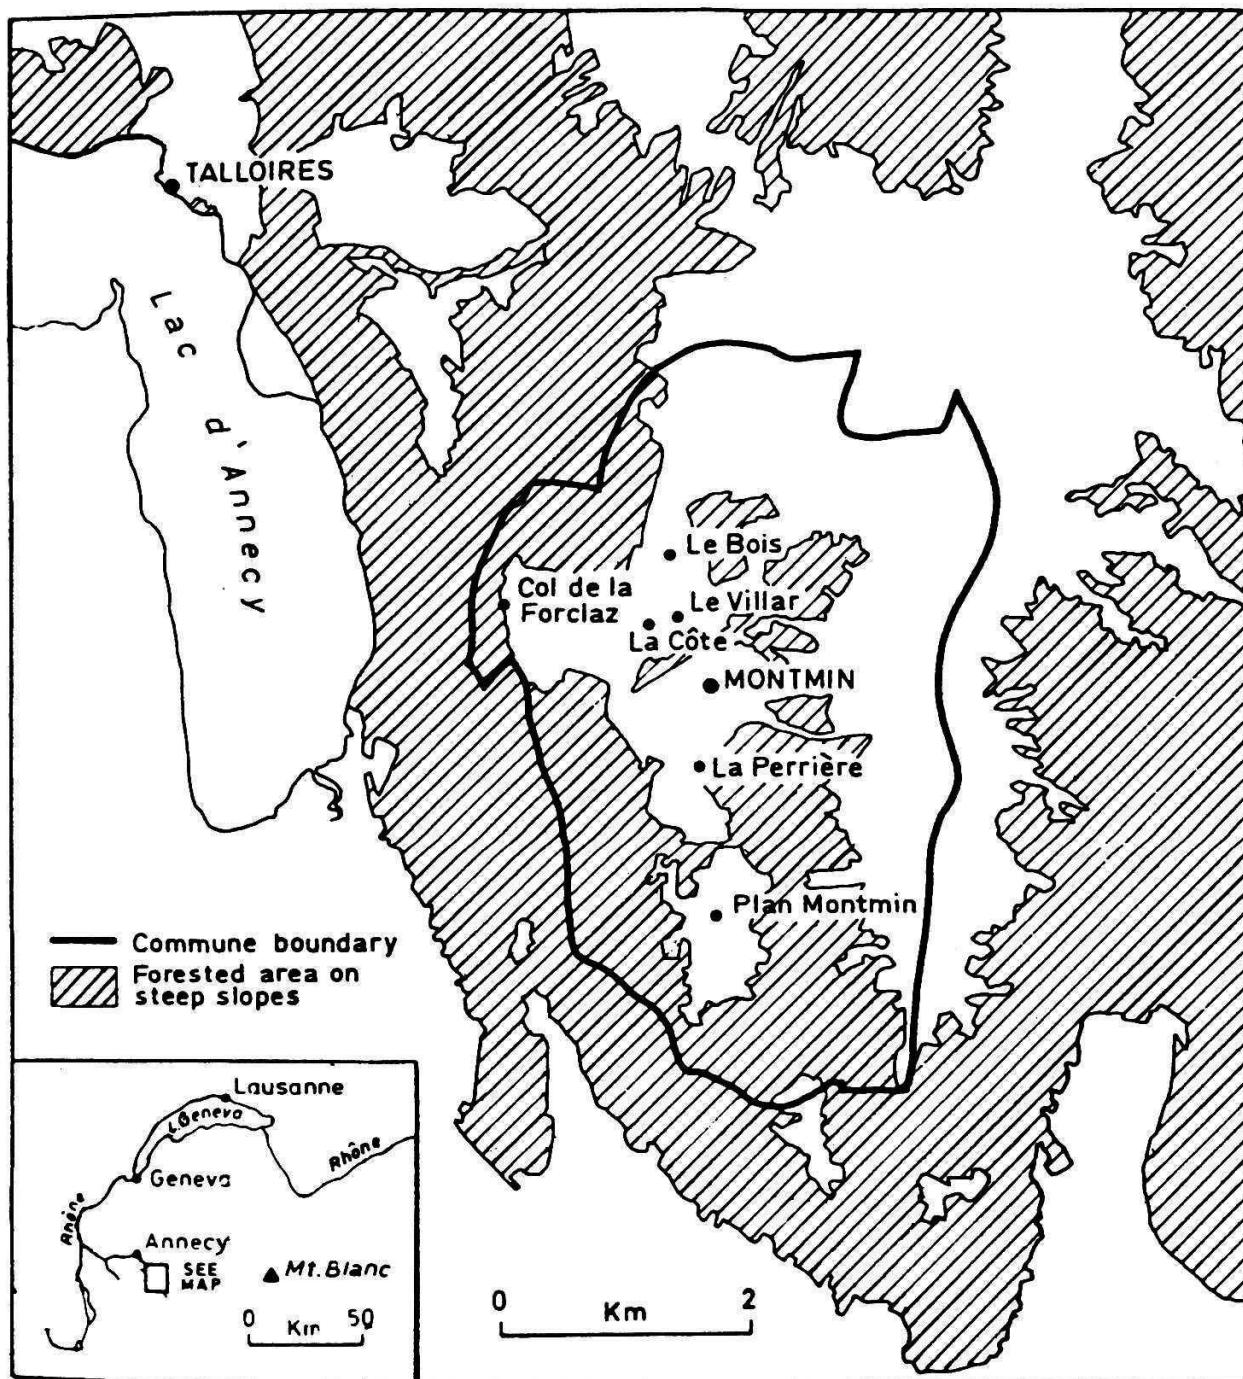 TALLOIRES
Lac
d'Annecy
Le Bois
Col de la
Forclaz
Le Villar
La Côte
MONTMIN
La Perrière
Plan Montmin
Commune boundary
Forested area on
steep slopes
Lausanne
L. Geneva
Rhône
Geneva
Rhône
Annecy
SEE
MAP
Mt. Blanc
0 50
Km
0 2
Km